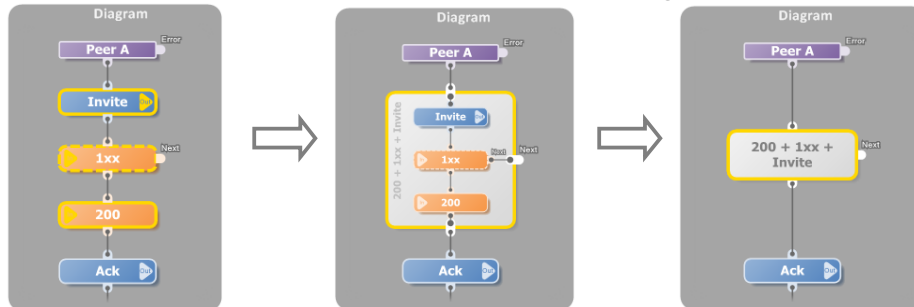 Diagram
Peer A
Error
Invite
Out
1xx
Next
200
Ack
Out
Diagram
Peer A
Error
200 + 1xx + Invite
Invite
Out
1xx
Next
Next
200
Ack
Out
Diagram
Peer A
Error
200 + 1xx +
Invite
Next
Ack
Out